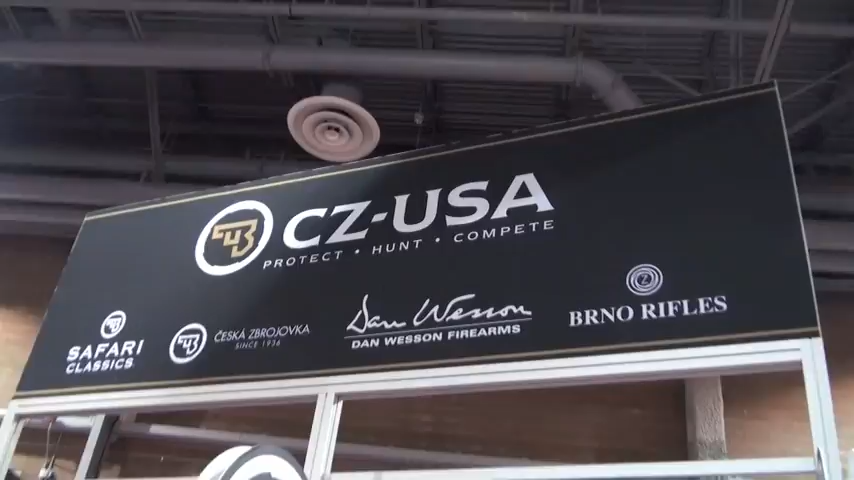 CZ-USA
PROTECT • HUNT • COMPETE
SAFARI
CLASSICS
ČESKÁ ZBROJOVKA
SINCE 1936
Dan Wesson
DAN WESSON FIREARMS
Z
BRNO RIFLES